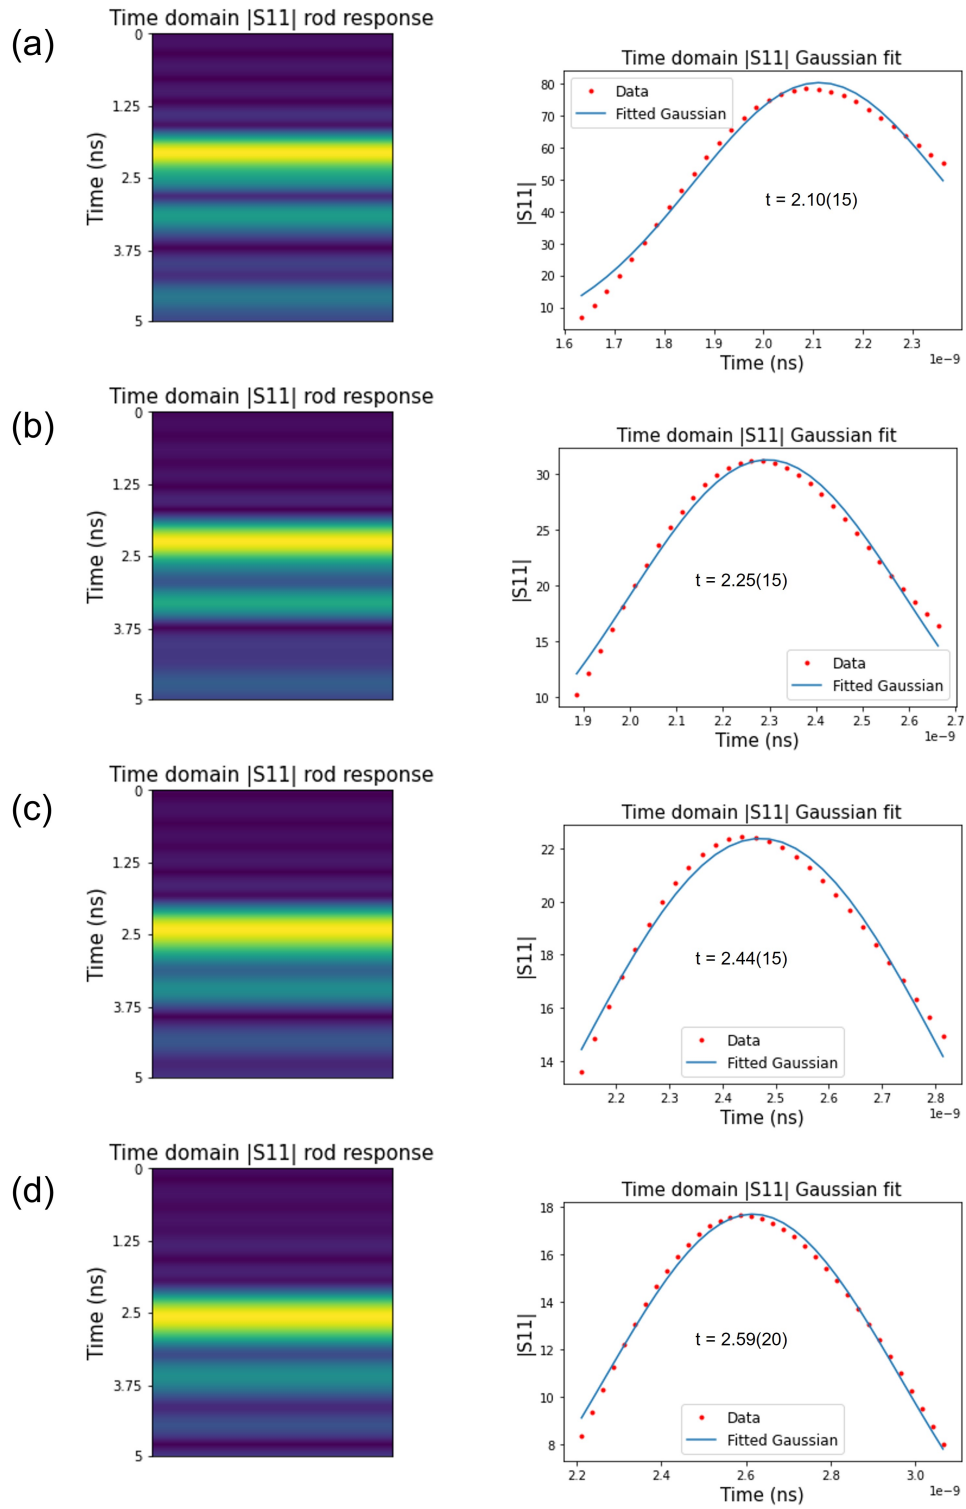 (a)
Time domain |S11| rod response
0
1.25
2.5
3.75
5
Time (ns)
Time domain |S11| Gaussian fit
Data
Fitted Gaussian
t = 2.10(15)
80
70
60
50
40
30
20
10
|S11|
1.6 1.7 1.8 1.9 2.0 2.1 2.2 2.3
1e−9
Time (ns)
(b)
Time domain |S11| rod response
0
1.25
2.5
3.75
5
Time (ns)
Time domain |S11| Gaussian fit
30
25
20
15
10
|S11|
t = 2.25(15)
Data
Fitted Gaussian
1.9 2.0 2.1 2.2 2.3 2.4 2.5 2.6 2.7
1e−9
Time (ns)
(c)
Time domain |S11| rod response
0
1.25
2.5
3.75
5
Time (ns)
Time domain |S11| Gaussian fit
22
20
18
16
14
|S11|
t = 2.44(15)
Data
Fitted Gaussian
2.2 2.3 2.4 2.5 2.6 2.7 2.8
1e−9
Time (ns)
(d)
Time domain |S11| rod response
0
1.25
2.5
3.75
5
Time (ns)
Time domain |S11| Gaussian fit
18
16
14
12
10
8
|S11|
t = 2.59(20)
Data
Fitted Gaussian
2.2 2.4 2.6 2.8 3.0
1e−9
Time (ns)